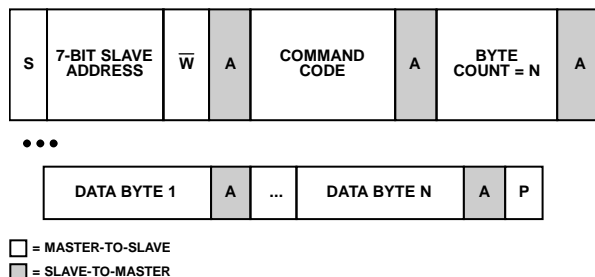 S 7-BIT SLAVE ADDRESS W̅ A COMMAND CODE A BYTE COUNT = N A
•••
DATA BYTE 1 A ... DATA BYTE N A P
= MASTER-TO-SLAVE
= SLAVE-TO-MASTER